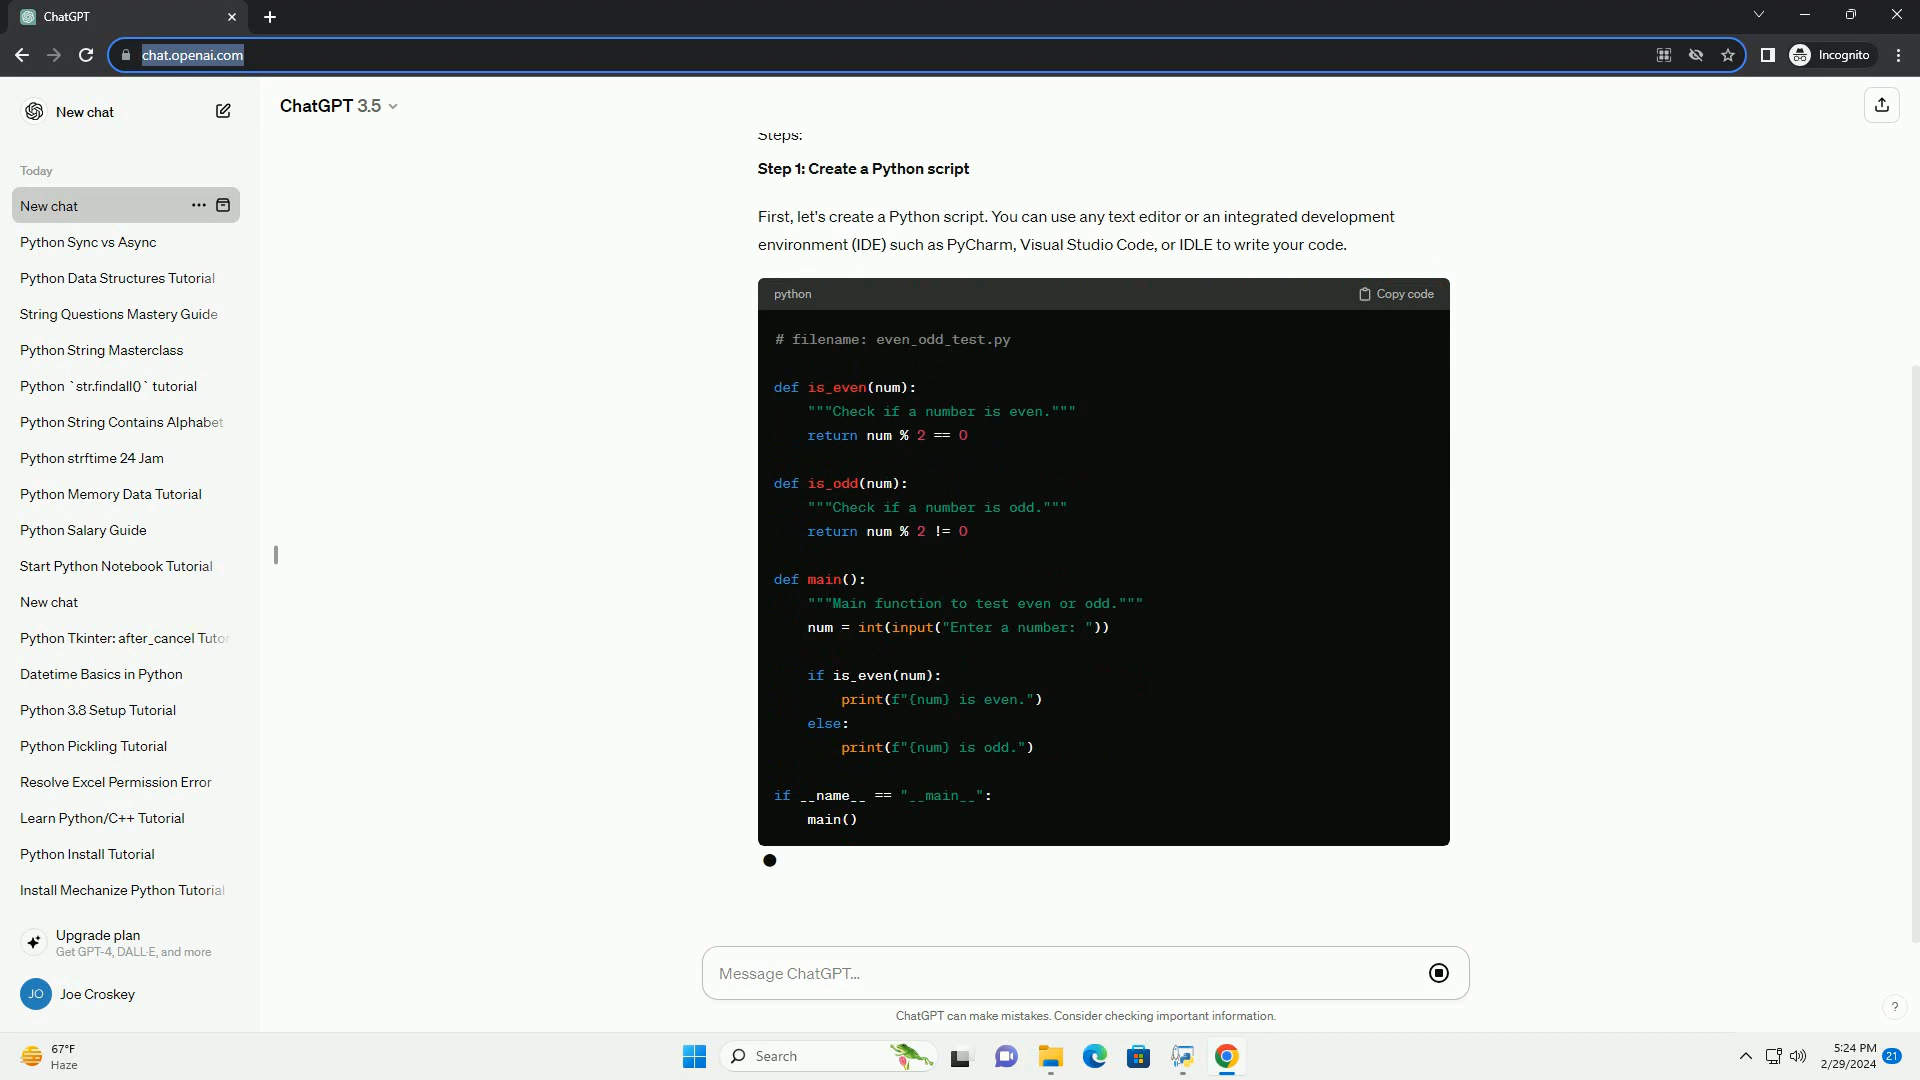 ChatGPT
chat.openai.com
Incognito
New chat
ChatGPT 3.5
Today
New chat
Python Sync vs Async
Python Data Structures Tutorial
String Questions Mastery Guide
Python String Masterclass
Python `str.findall()` tutorial
Python String Contains Alphabet
Python strftime 24 Jam
Python Memory Data Tutorial
Python Salary Guide
Start Python Notebook Tutorial
New chat
Python Tkinter: after_cancel Tutor
Datetime Basics in Python
Python 3.8 Setup Tutorial
Python Pickling Tutorial
Resolve Excel Permission Error
Learn Python/C++ Tutorial
Python Install Tutorial
Install Mechanize Python Tutorial
Upgrade plan
Get GPT-4, DALL·E, and more
JO Joe Croskey
Steps:
Step 1: Create a Python script
First, let's create a Python script. You can use any text editor or an integrated development
environment (IDE) such as PyCharm, Visual Studio Code, or IDLE to write your code.
python Copy code
# filename: even_odd_test.py
def is_even(num):
"""Check if a number is even."""
return num % 2 == 0
def is_odd(num):
"""Check if a number is odd."""
return num % 2 != 0
def main():
"""Main function to test even or odd."""
num = int(input("Enter a number: "))
if is_even(num):
print(f"{num} is even.")
else:
print(f"{num} is odd.")
if __name__ == "__main__":
main()
Message ChatGPT...
ChatGPT can make mistakes. Consider checking important information.
?
67°F
Haze
Search
5:24 PM
2/29/2024
21